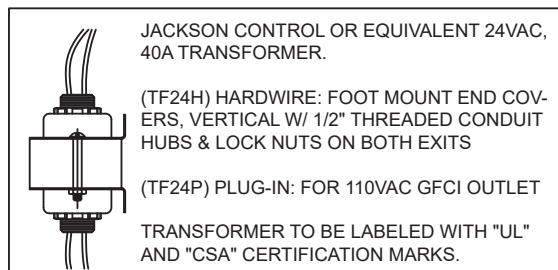 JACKSON CONTROL OR EQUIVALENT 24VAC,
40A TRANSFORMER.
(TF24H) HARDWIRE: FOOT MOUNT END COV-
ERS, VERTICAL W/ 1/2" THREADED CONDUIT
HUBS & LOCK NUTS ON BOTH EXITS
(TF24P) PLUG-IN: FOR 110VAC GFCI OUTLET
TRANSFORMER TO BE LABELED WITH "UL"
AND "CSA" CERTIFICATION MARKS.